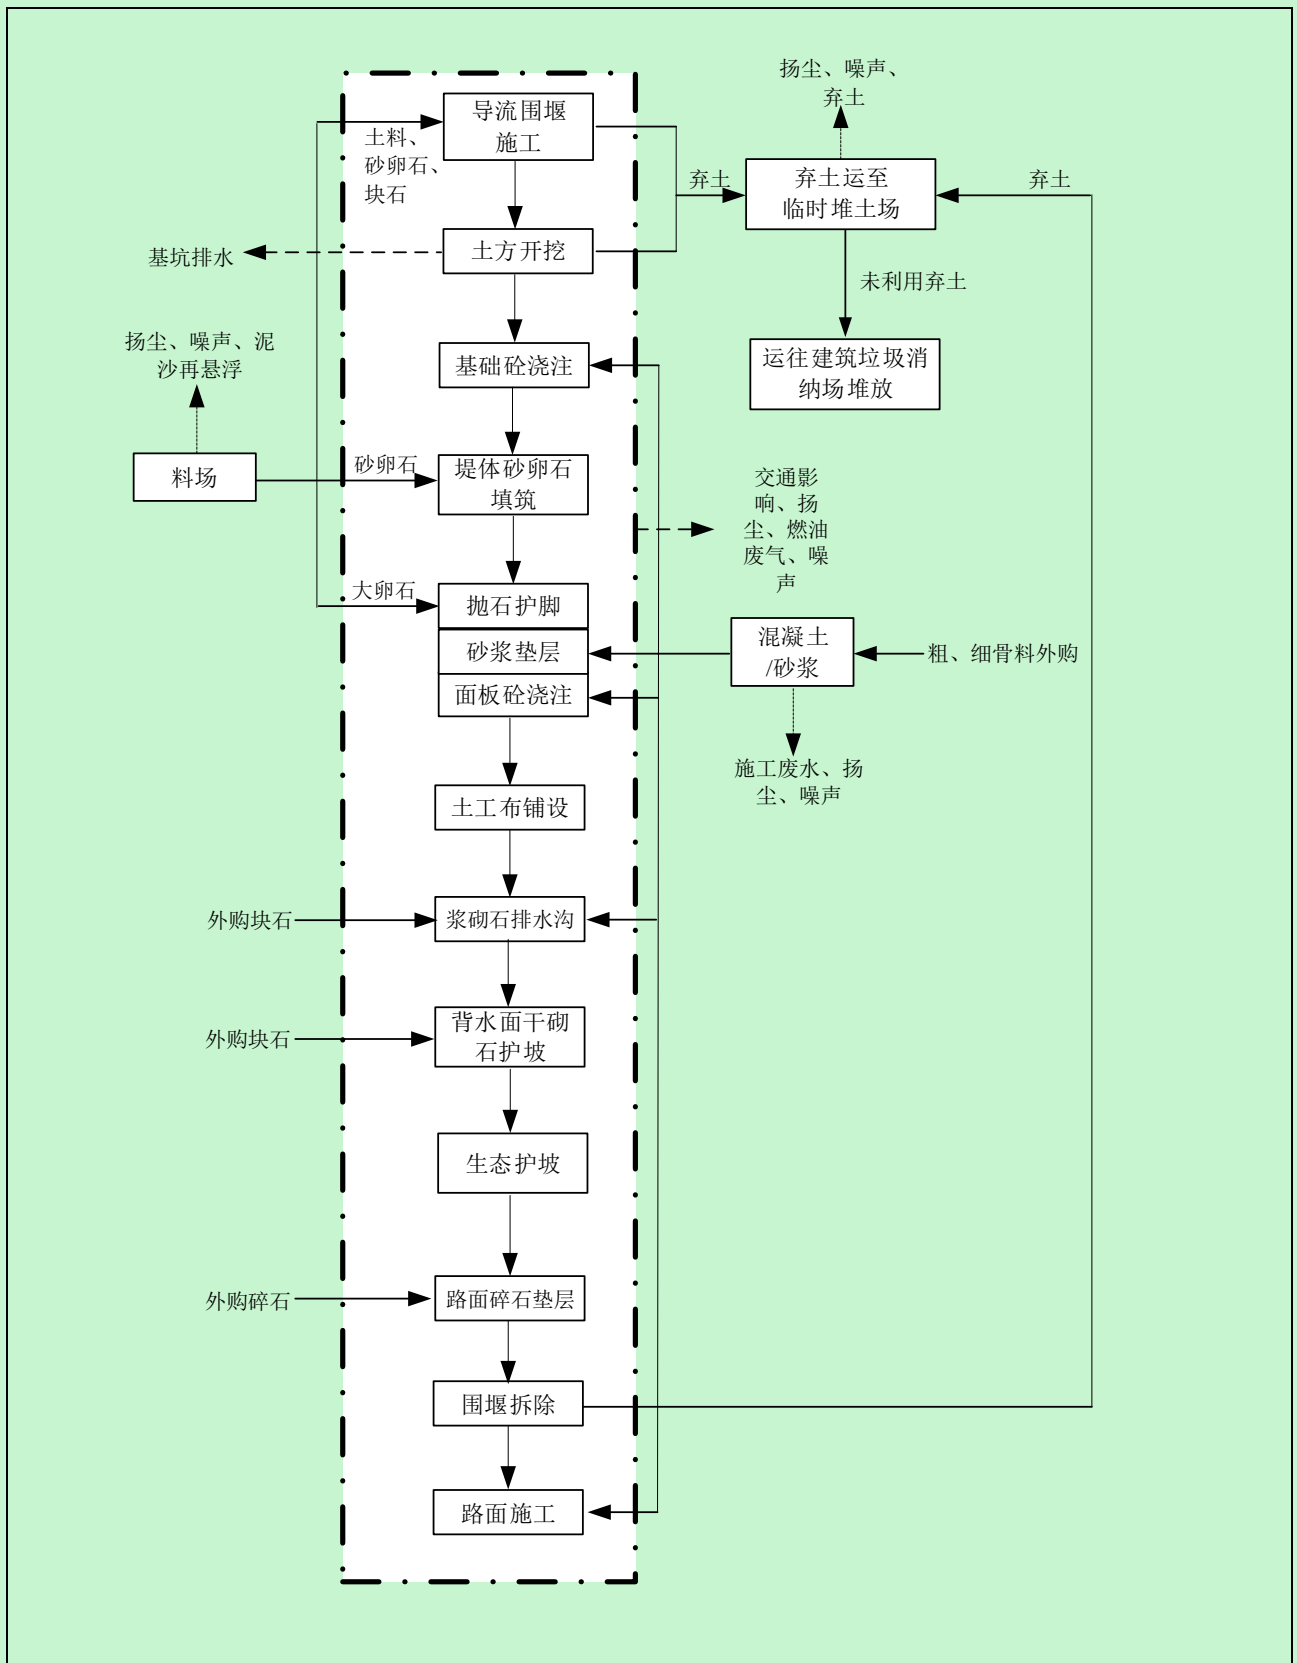 扬尘、噪声、
弃土
导流围堰
施工
土料、
砂卵石、
块石
弃土
弃土运至
临时堆土场
弃土
基坑排水
土方开挖
未利用弃土
扬尘、噪声、泥
沙再悬浮
基础砼浇注
运往建筑垃圾消
纳场堆放
料场
砂卵石
堤体砂卵石
填筑
交通影
响、扬
尘、燃油
废气、噪
声
大卵石
抛石护脚
砂浆垫层
面板砼浇注
混凝土
/砂浆
粗、细骨料外购
施工废水、扬
尘、噪声
土工布铺设
外购块石
浆砌石排水沟
外购块石
背水面干砌
石护坡
生态护坡
外购碎石
路面碎石垫层
围堰拆除
路面施工